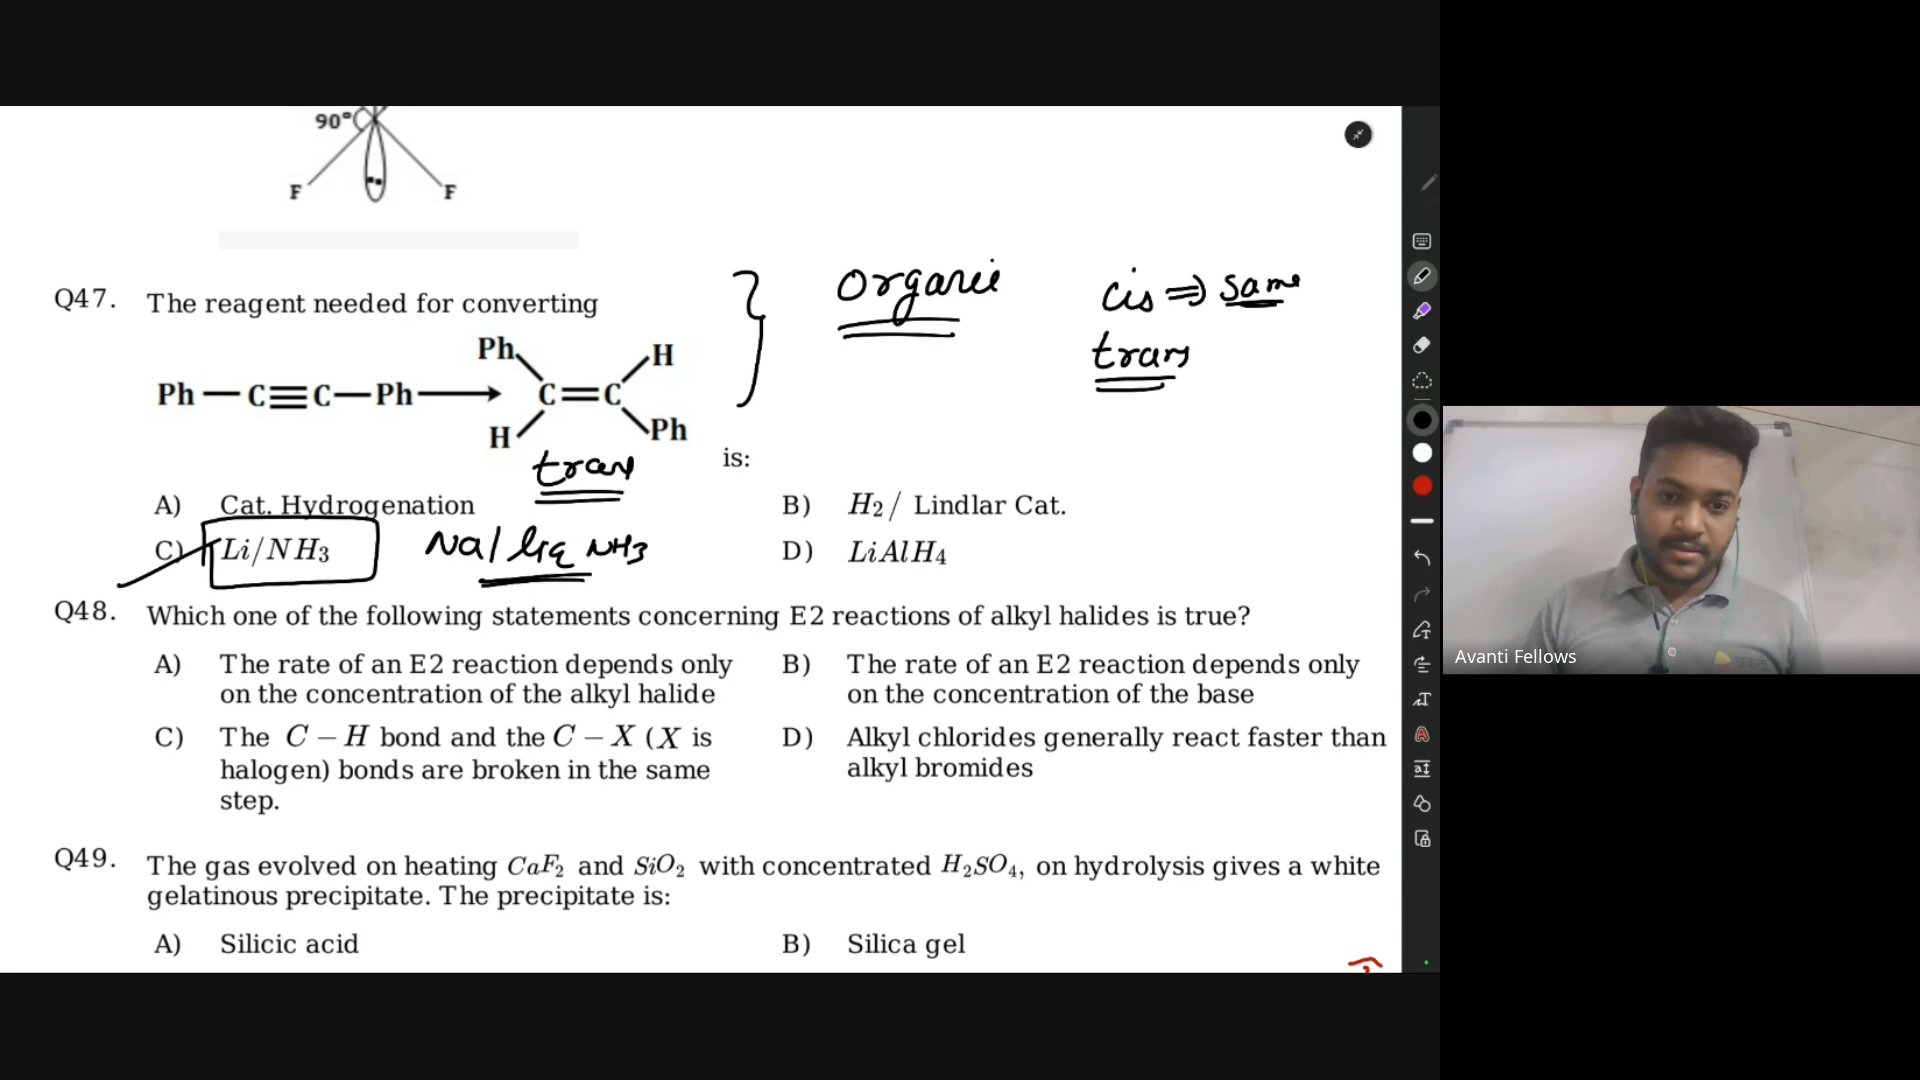 90°
F F
Q47. The reagent needed for converting
Ph—C≡C—Ph
Ph H
C=C
H Ph
is:
Organic
cis ⇒ same
trans
trans
A) Cat. Hydrogenation
B) H₂/ Lindlar Cat.
C) Li/NH₃
Na/ liq NH₃
D) LiAlH₄
Q48. Which one of the following statements concerning E2 reactions of alkyl halides is true?
A) The rate of an E2 reaction depends only
on the concentration of the alkyl halide
B) The rate of an E2 reaction depends only
on the concentration of the base
C) The C – H bond and the C – X (X is
halogen) bonds are broken in the same
step.
D) Alkyl chlorides generally react faster than
alkyl bromides
Q49. The gas evolved on heating CaF₂ and SiO₂ with concentrated H₂SO₄, on hydrolysis gives a white
gelatinous precipitate. The precipitate is:
A) Silicic acid
B) Silica gel
Avanti Fellows